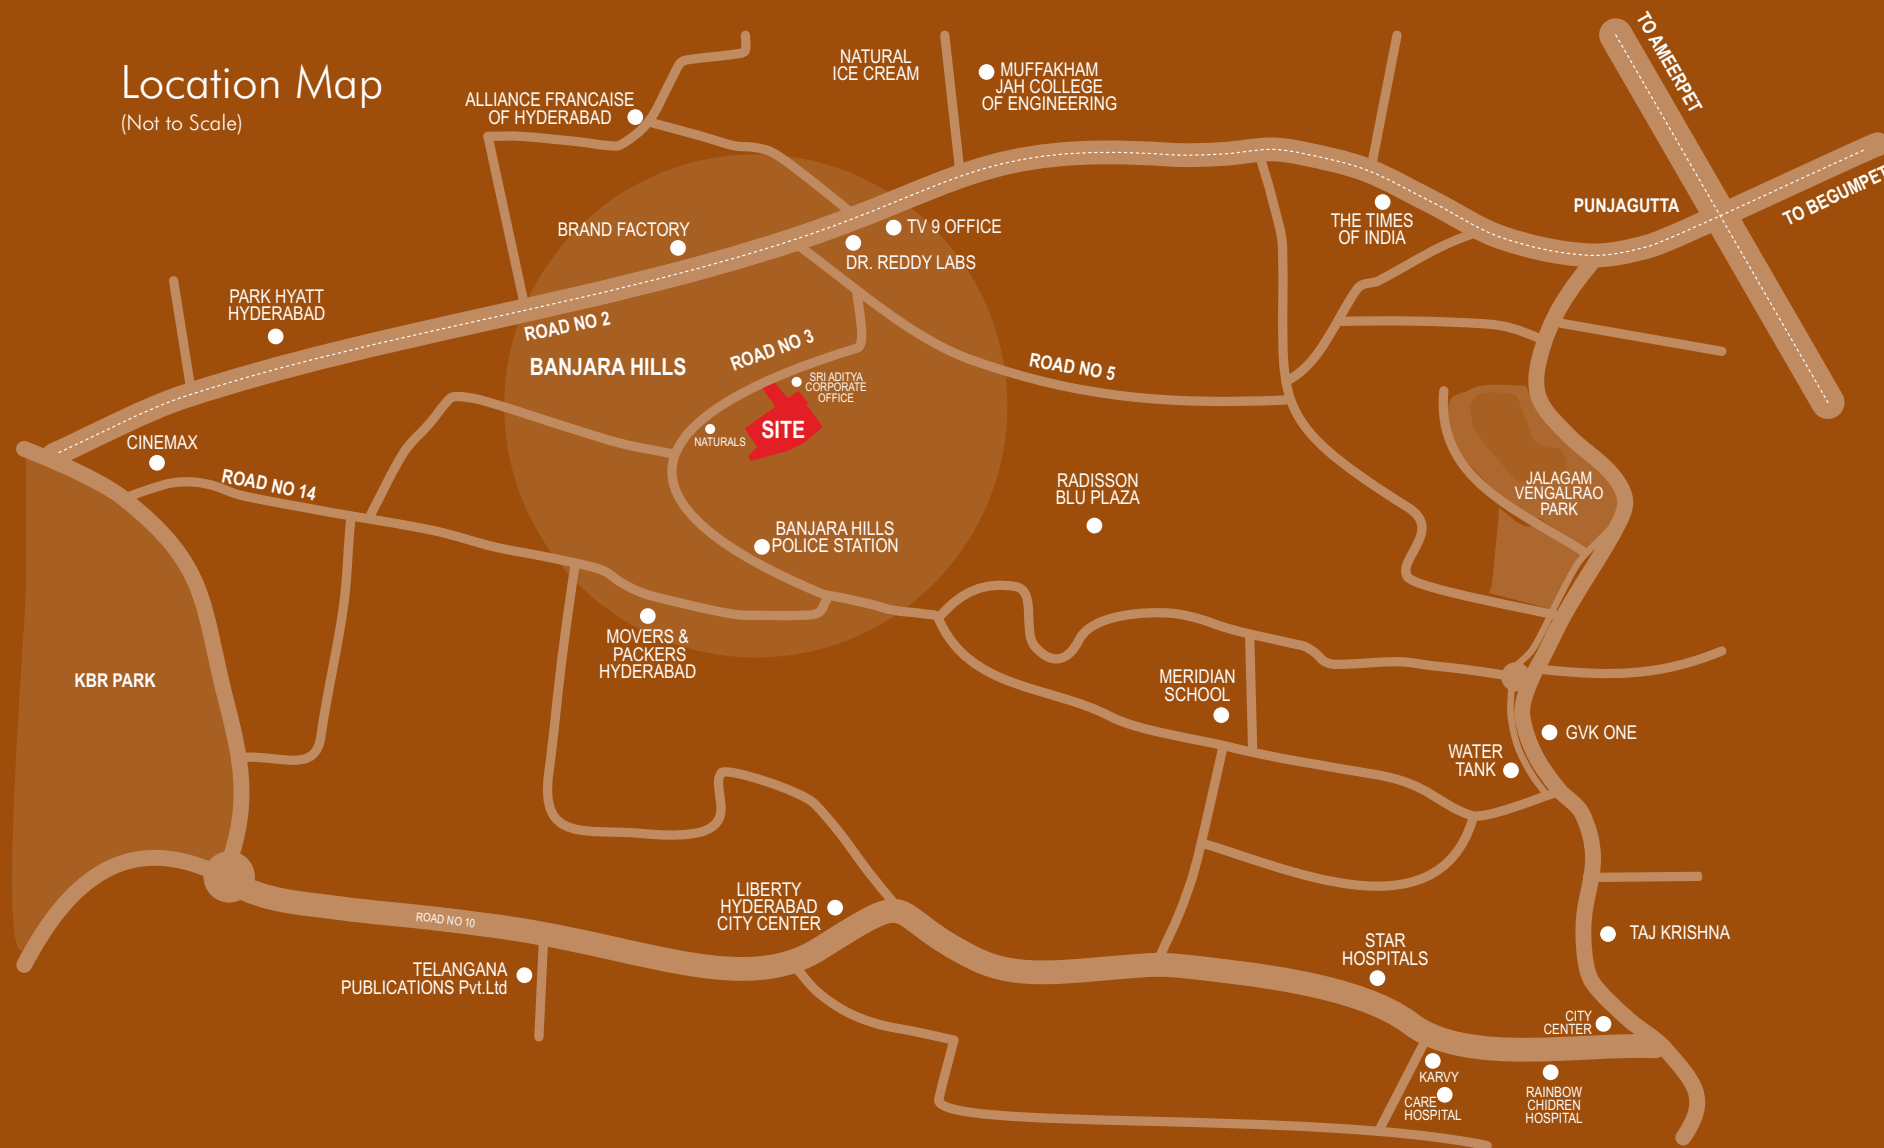 Location Map
(Not to Scale)
NATURAL
ICE CREAM
MUFFAKHAM
JAH COLLEGE
OF ENGINEERING
TO AMEERPET
ALLIANCE FRANCAISE
OF HYDERABAD
PUNJAGUTTA
TO BEGUMPET
THE TIMES
OF INDIA
BRAND FACTORY
TV 9 OFFICE
DR. REDDY LABS
PARK HYATT
HYDERABAD
ROAD NO 2
ROAD NO 3
BANJARA HILLS
ROAD NO 5
SRI ADITYA
CORPORATE
OFFICE
SITE
NATURALS
CINEMAX
ROAD NO 14
RADISSON
BLU PLAZA
JALAGAM
VENGALRAO
PARK
BANJARA HILLS
POLICE STATION
MOVERS &
PACKERS
HYDERABAD
KBR PARK
MERIDIAN
SCHOOL
GVK ONE
WATER
TANK
LIBERTY
HYDERABAD
CITY CENTER
ROAD NO 10
TAJ KRISHNA
STAR
HOSPITALS
TELANGANA
PUBLICATIONS Pvt.Ltd
CITY
CENTER
KARVY
CARE
HOSPITAL
RAINBOW
CHIDREN
HOSPITAL